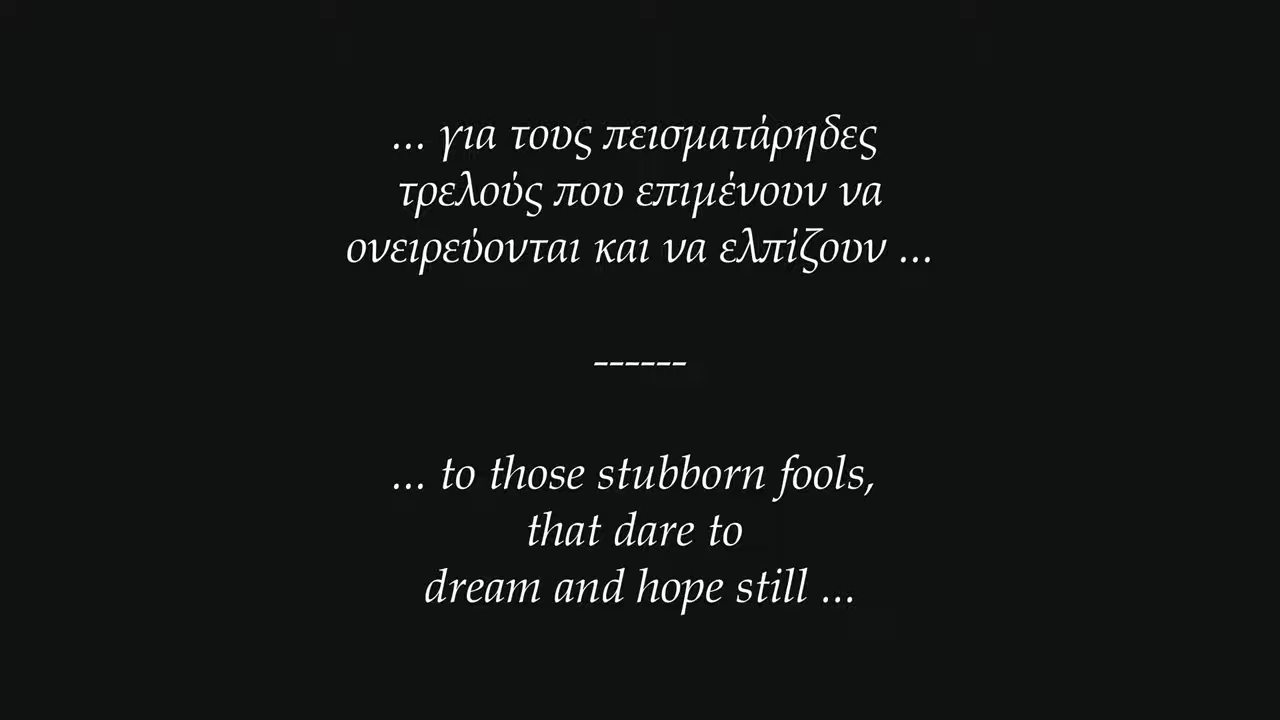 ... για τους πεισματάρηδες
τρελούς που επιμένουν να
ονειρεύονται και να ελπίζουν ...
------
... to those stubborn fools,
that dare to
dream and hope still ...